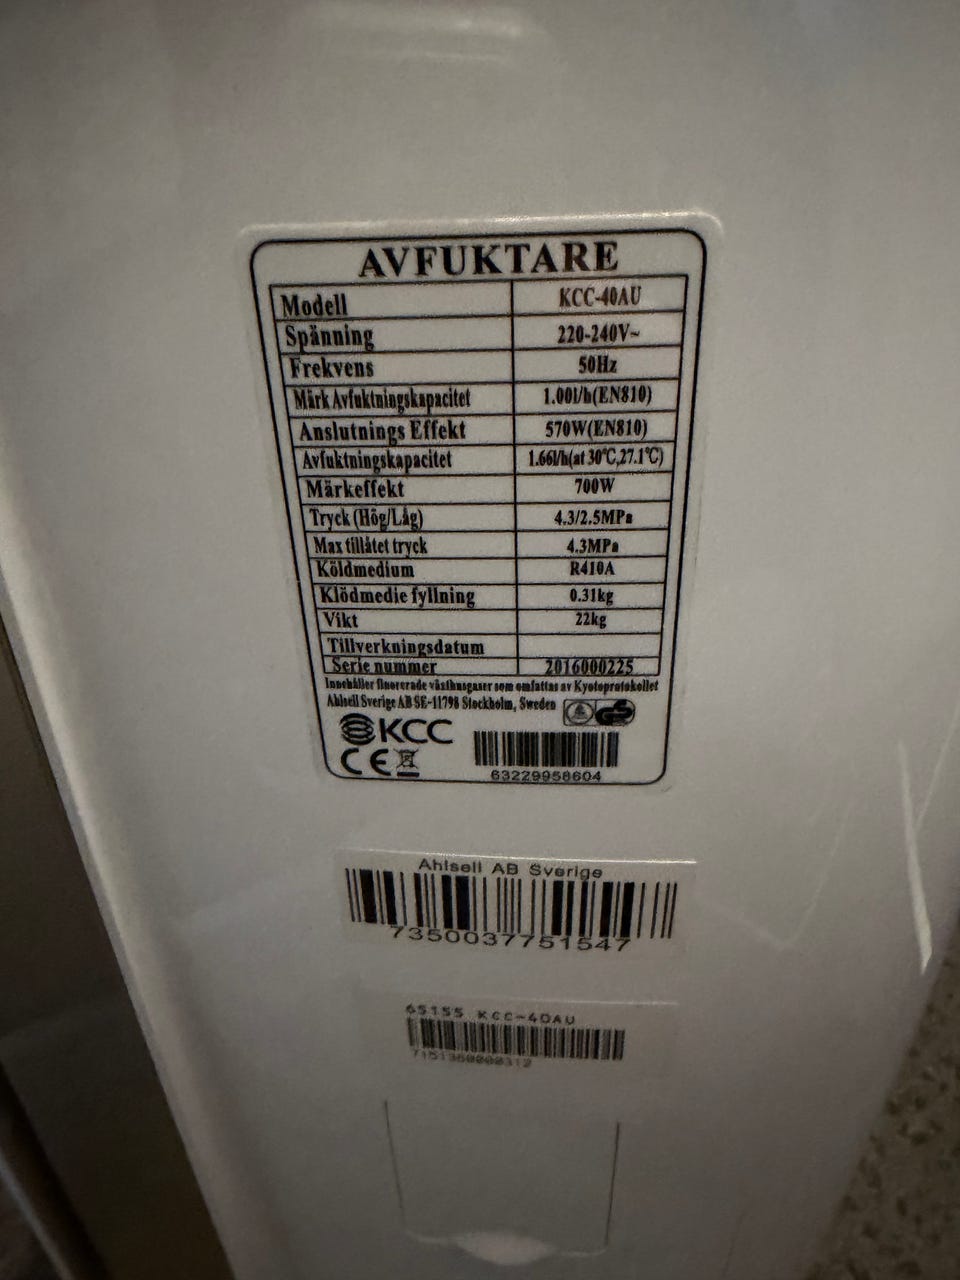 AVFUKTARE
Modell KCC-40AU
Spänning 220-240V~
Frekvens 50Hz
Märk Avfuktningskapacitet 1.00l/h(EN810)
Anslutnings Effekt 570W(EN810)
Avfuktningskapacitet 1.66l/h(at 30℃,27.1℃)
Märkeffekt 700W
Tryck (Hög/Låg) 4.3/2.5MPa
Max tillåtet tryck 4.3MPa
Köldmedium R410A
Klödmedie fyllning 0.31kg
Vikt 22kg
Tillverkningsdatum
Serie nummer 2016000225
Innehåller fluorerade växthusgaser som omfattas av Kyotoprotokollet
Ahlsell Sverige AB SE-11798 Stockholm, Sweden
KCC
CE
63229958604
Ahlsell AB Sverige
7350037751547
65155 KCC-40AU